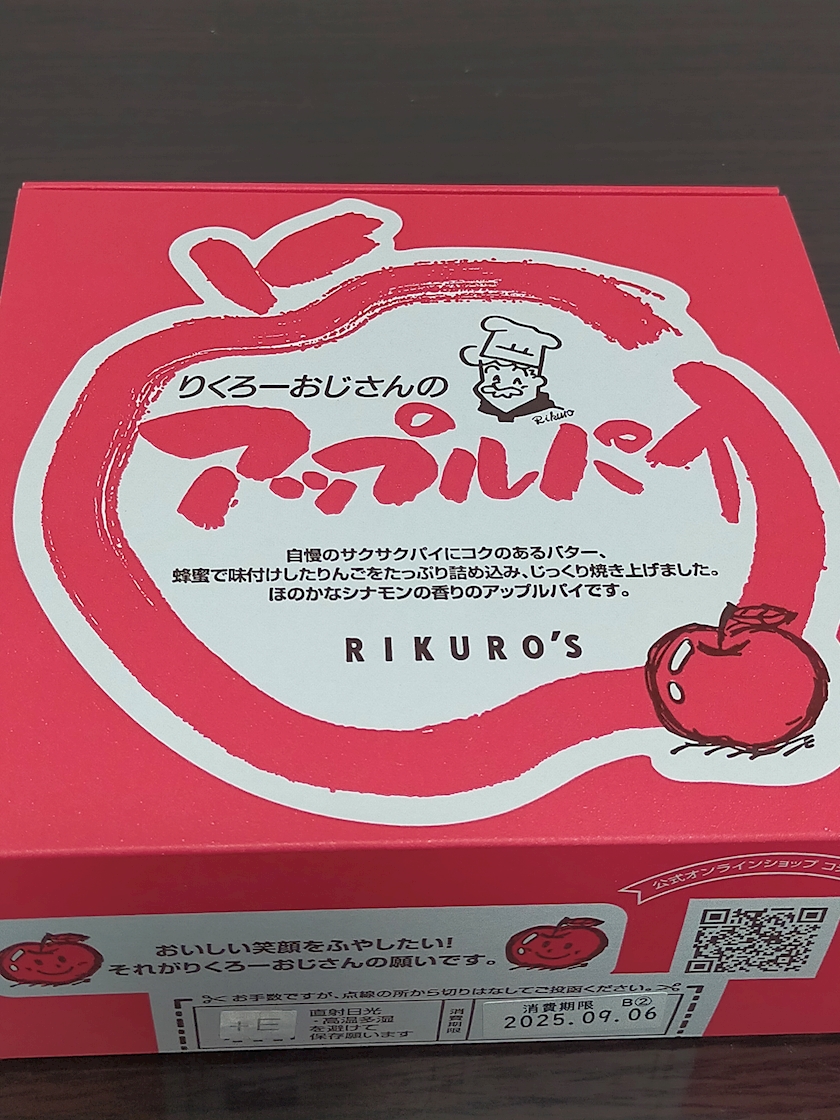 りくろーおじさんの
Rikuro
アップルパイ
自慢のサクサクパイにコクのあるバター、
蜂蜜で味付けしたりんごをたっぷり詰め込み、じっくり焼き上げました。
ほのかなシナモンの香りのアップルパイです。
RIKURO'S
公式オンラインショップ
おいしい笑顔をふやしたい!
それがりくろーおじさんの願いです。
お手数ですが、点線の所から切りはなしてご投函ください。
直射日光
・高温多湿
を避けて
保存願います
消費期限
消費期限 B②
2025.09.06